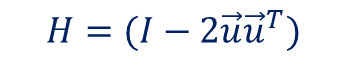 H = (I − 2u⃗u⃗ᵀ)